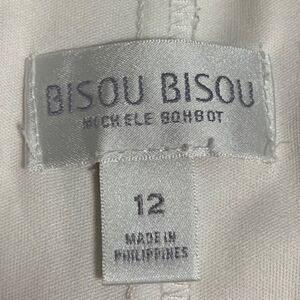 BISOU BISOU
MICHELE BOHBOT
12
MADE IN
PHILIPPINES